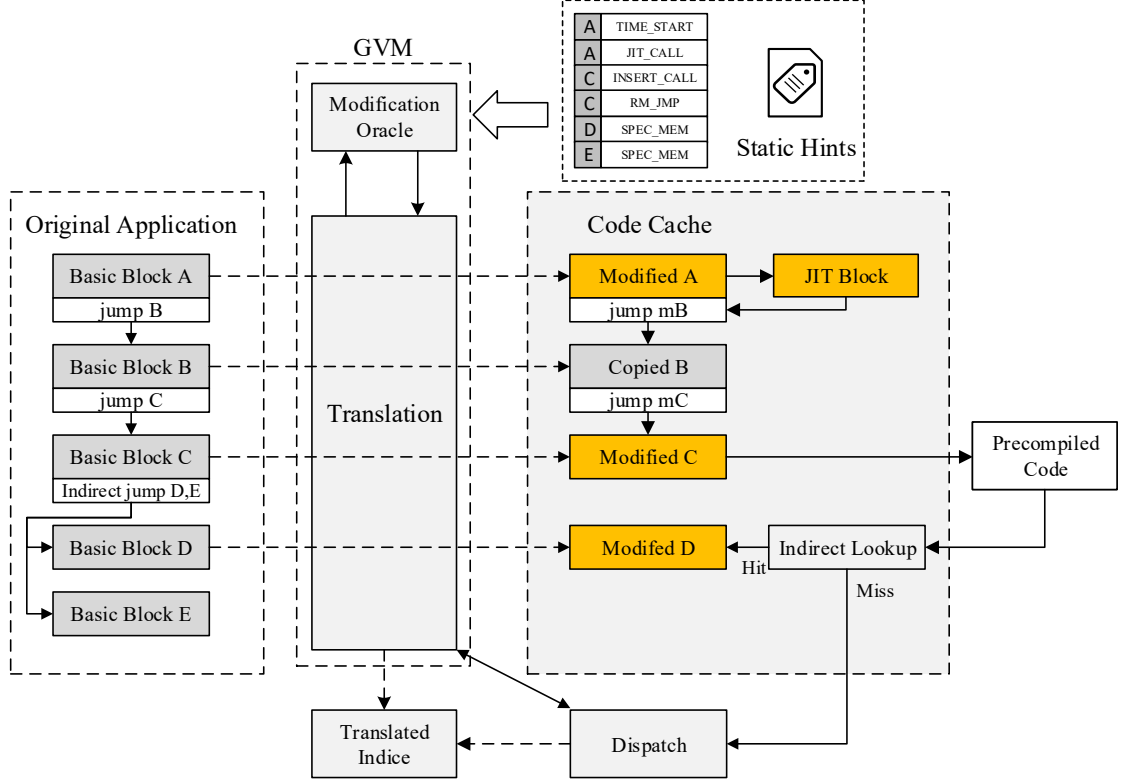 A TIME_START
A JIT_CALL
C INSERT_CALL
C RM_JMP
D SPEC_MEM
E SPEC_MEM
Static Hints
GVM
Modification
Oracle
Translation
Original Application
Basic Block A
jump B
Basic Block B
jump C
Basic Block C
Indirect jump D,E
Basic Block D
Basic Block E
Code Cache
Modified A
JIT Block
jump mB
Copied B
jump mC
Modified C
Precompiled
Code
Modifed D
Hit
Indirect Lookup
Miss
Translated
Indice
Dispatch